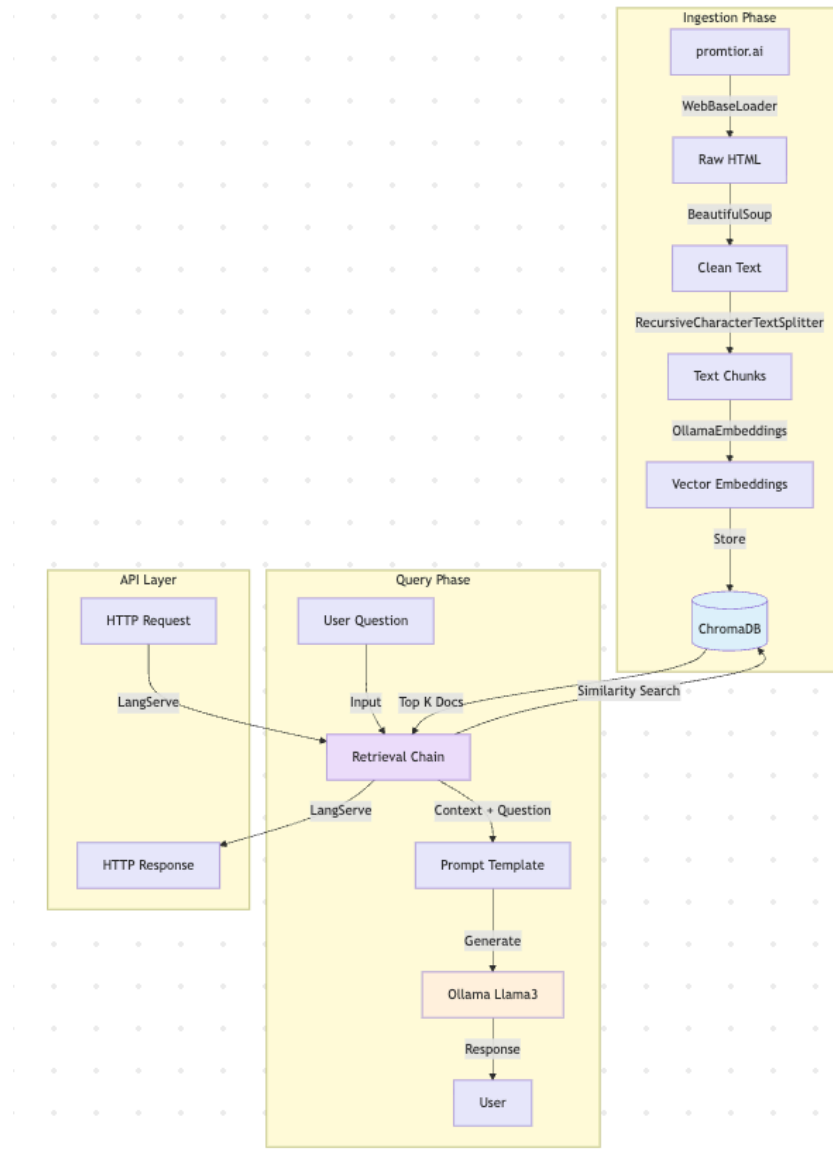 Ingestion Phase
promtior.ai
WebBaseLoader
Raw HTML
BeautifulSoup
Clean Text
RecursiveCharacterTextSplitter
Text Chunks
OllamaEmbeddings
Vector Embeddings
Store
ChromaDB
API Layer
HTTP Request
LangServe
HTTP Response
Query Phase
User Question
Input
Top K Docs
Similarity Search
Retrieval Chain
LangServe
Context + Question
Prompt Template
Generate
Ollama Llama3
Response
User